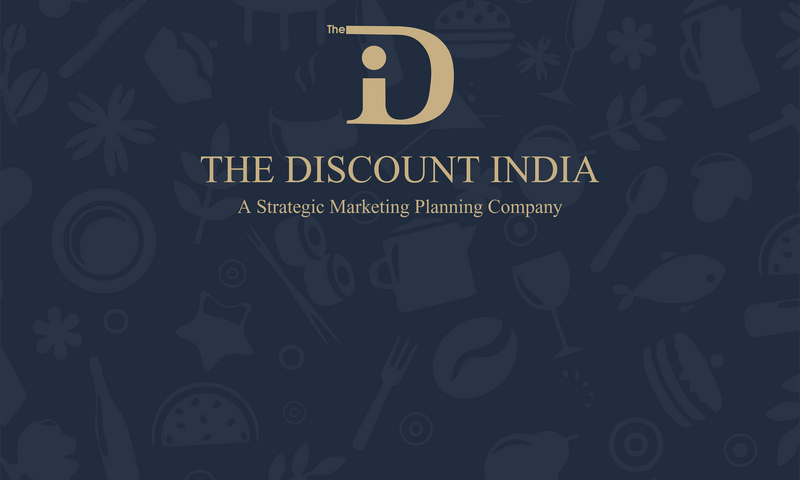 The
iD
THE DISCOUNT INDIA
A Strategic Marketing Planning Company